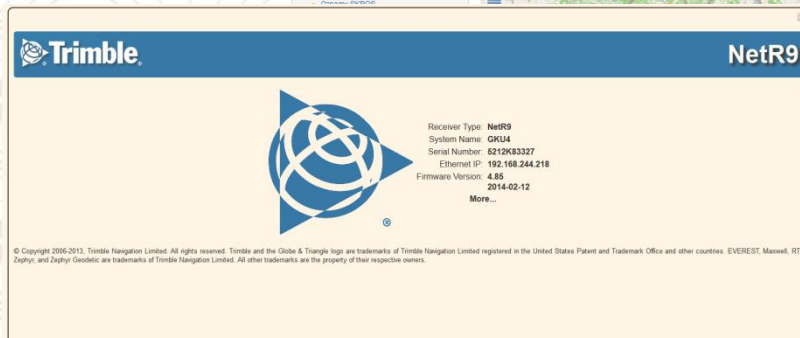 Oznamy SKPOS
Trimble.
NetR9
Receiver Type: NetR9
System Name: GKU4
Serial Number: 5212K83327
Ethernet IP: 192.168.244.218
Firmware Version: 4.85
2014-02-12
More...
®
© Copyright 2006-2013, Trimble Navigation Limited. All rights reserved. Trimble and the Globe & Triangle logo are trademarks of Trimble Navigation Limited registered in the United States Patent and Trademark Office and other countries. EVEREST, Maxwell, RT
Zephyr, and Zephyr Geodetic are trademarks of Trimble Navigation Limited. All other trademarks are the property of their respective owners.